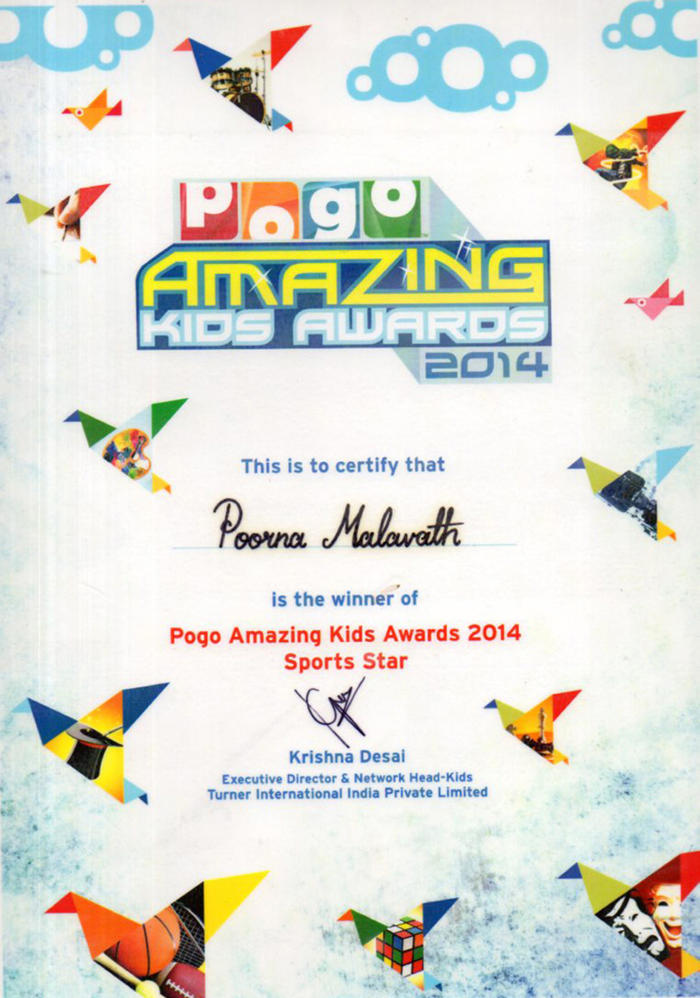 pogo
AMAZING
KIDS AWARDS
2014
This is to certify that
Poorna Malavath
is the winner of
Pogo Amazing Kids Awards 2014
Sports Star
Krishna Desai
Executive Director & Network Head-Kids
Turner International India Private Limited